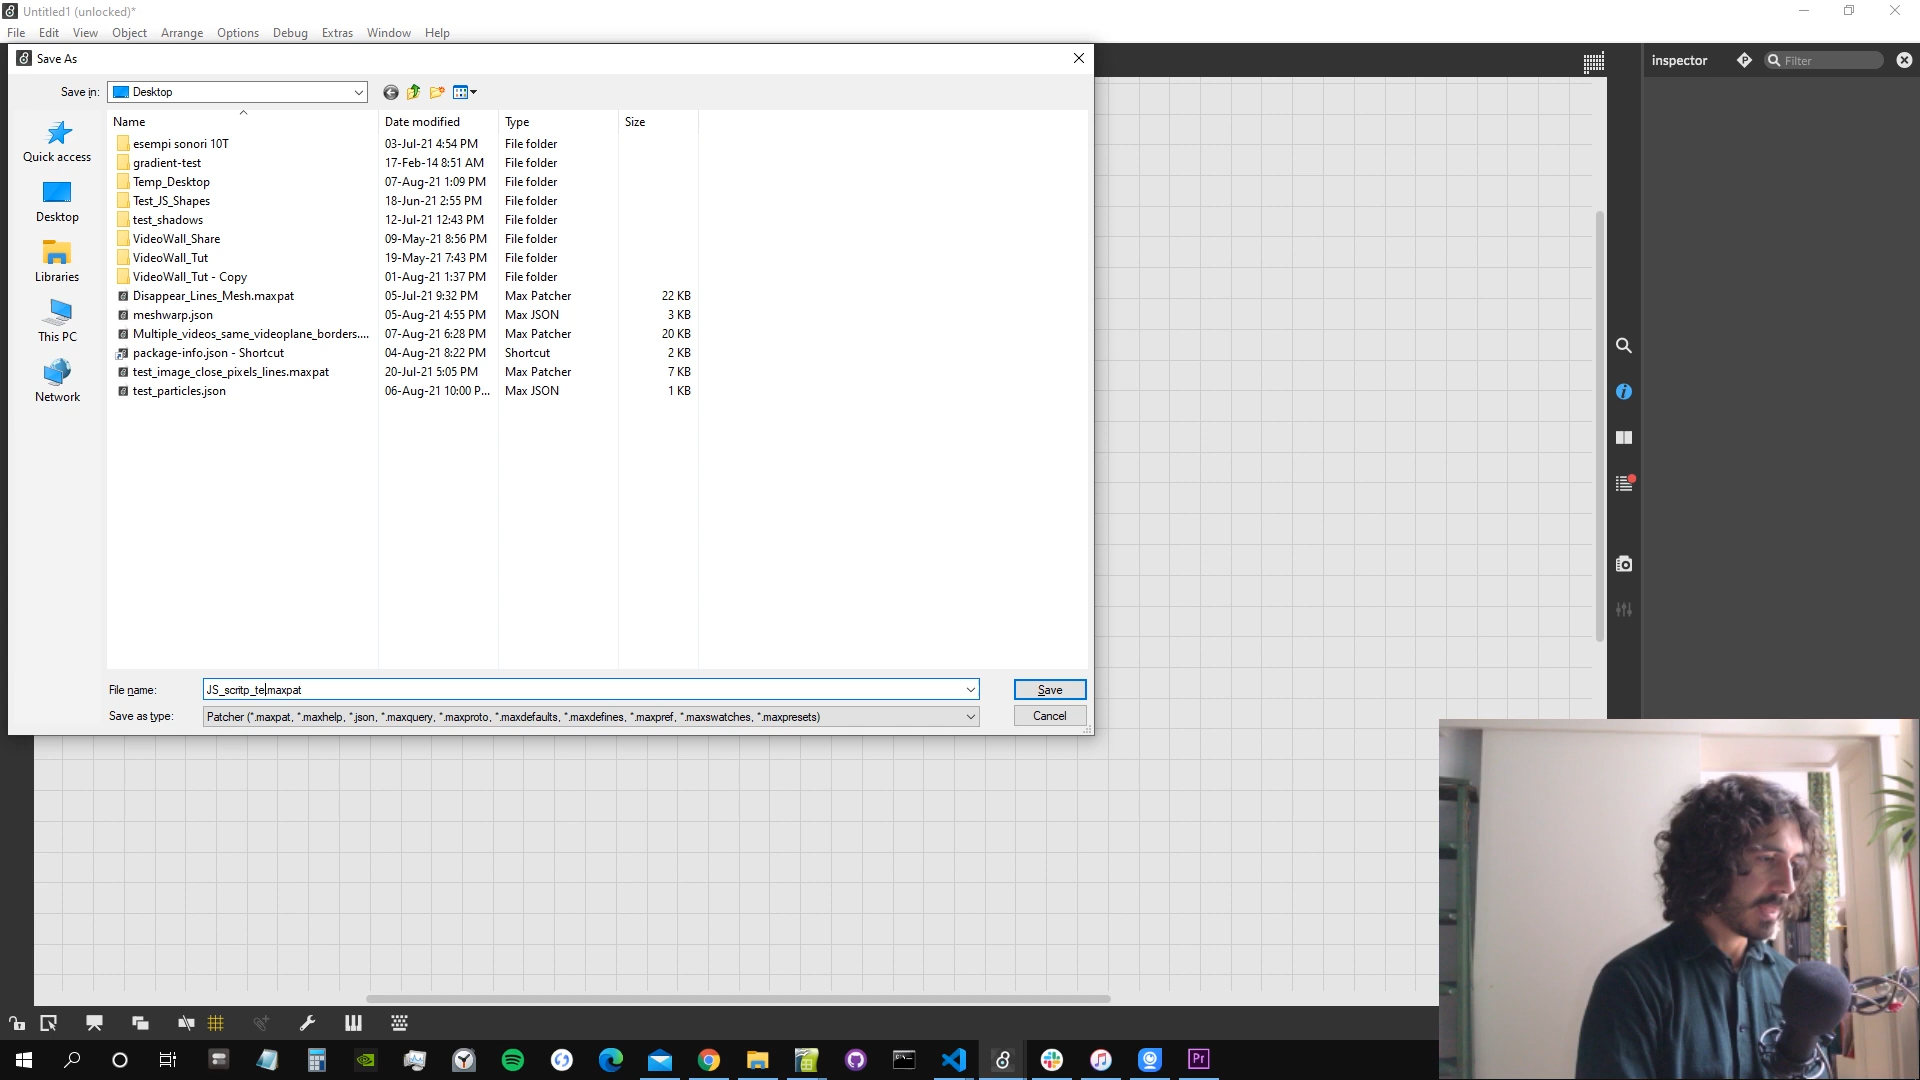 Untitled1 (unlocked)*
File Edit View Object Arrange Options Debug Extras Window Help
Save As
inspector
Filter
Save in:
Desktop
Name
Date modified
Type
Size
Quick access
Desktop
Libraries
This PC
Network
esempi sonori 10T 03-Jul-21 4:54 PM File folder
gradient-test 17-Feb-14 8:51 AM File folder
Temp_Desktop 07-Aug-21 1:09 PM File folder
Test_JS_Shapes 18-Jun-21 2:55 PM File folder
test_shadows 12-Jul-21 12:43 PM File folder
VideoWall_Share 09-May-21 8:56 PM File folder
VideoWall_Tut 19-May-21 7:43 PM File folder
VideoWall_Tut - Copy 01-Aug-21 1:37 PM File folder
Disappear_Lines_Mesh.maxpat 05-Jul-21 9:32 PM Max Patcher 22 KB
meshwarp.json 05-Aug-21 4:55 PM Max JSON 3 KB
Multiple_videos_same_videoplane_borders.... 07-Aug-21 6:28 PM Max Patcher 20 KB
package-info.json - Shortcut 04-Aug-21 8:22 PM Shortcut 2 KB
test_image_close_pixels_lines.maxpat 20-Jul-21 5:05 PM Max Patcher 7 KB
test_particles.json 06-Aug-21 10:00 P... Max JSON 1 KB
File name:
JS_scritp_te.maxpat
Save
Save as type:
Patcher (*.maxpat, *.maxhelp, *.json, *.maxquery, *.maxproto, *.maxdefaults, *.maxdefines, *.maxpref, *.maxswatches, *.maxpresets)
Cancel
Pr